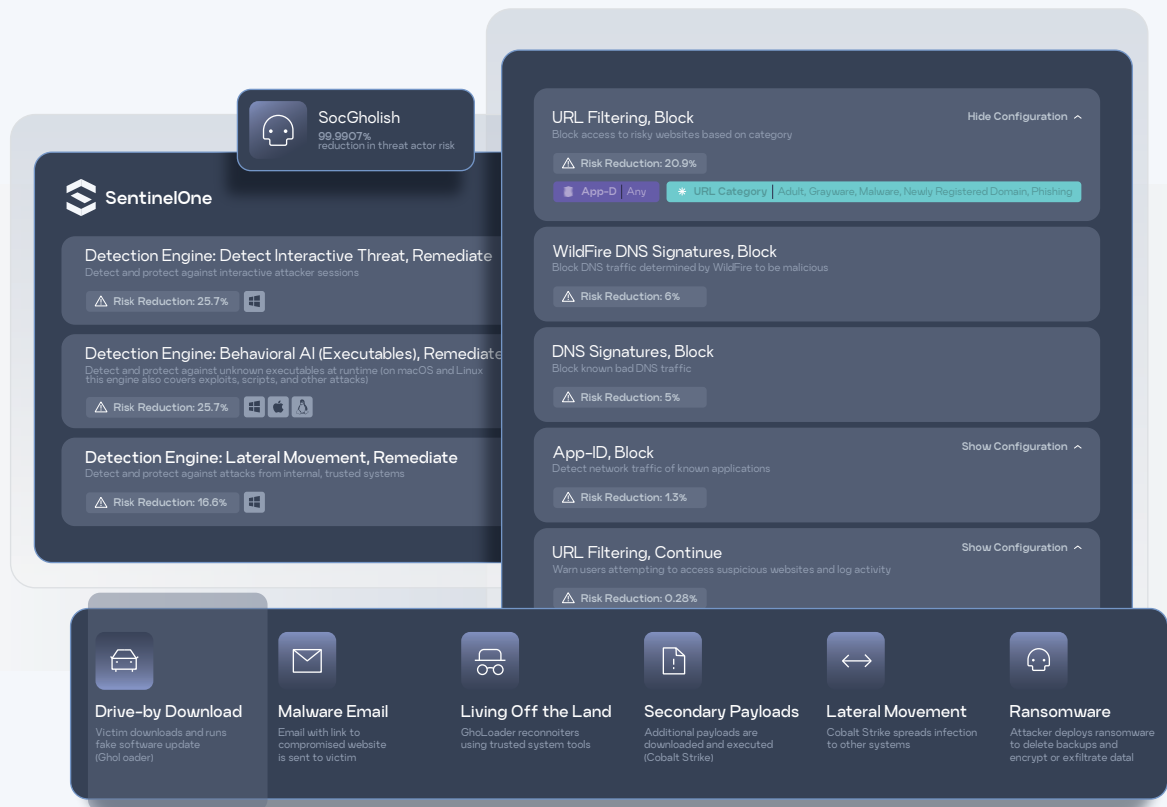 SocGholish
99.9907%
reduction in threat actor risk
SentinelOne
Detection Engine: Detect Interactive Threat, Remediate
Detect and protect against interactive attacker sessions
Risk Reduction: 25.7%
Detection Engine: Behavioral AI (Executables), Remediate
Detect and protect against unknown executables at runtime (on macOS and Linux
this engine also covers exploits, scripts, and other attacks)
Risk Reduction: 25.7%
Detection Engine: Lateral Movement, Remediate
Detect and protect against attacks from internal, trusted systems
Risk Reduction: 16.6%
URL Filtering, Block
Hide Configuration
Block access to risky websites based on category
Risk Reduction: 20.9%
App-D | Any
URL Category | Adult, Grayware, Malware, Newly Registered Domain, Phishing
WildFire DNS Signatures, Block
Block DNS traffic determined by WildFire to be malicious
Risk Reduction: 6%
DNS Signatures, Block
Block known bad DNS traffic
Risk Reduction: 5%
App-ID, Block
Show Configuration
Detect network traffic of known applications
Risk Reduction: 1.3%
URL Filtering, Continue
Show Configuration
Warn users attempting to access suspicious websites and log activity
Risk Reduction: 0.28%
Drive-by Download
Victim downloads and runs
fake software update
(Ghol oader)
Malware Email
Email with link to
compromised website
is sent to victim
Living Off the Land
GhoLoader reconnoiters
using trusted system tools
Secondary Payloads
Additional payloads are
downloaded and executed
(Cobalt Strike)
Lateral Movement
Cobalt Strike spreads infection
to other systems
Ransomware
Attacker deploys ransomware
to delete backups and
encrypt or exfiltrate datal